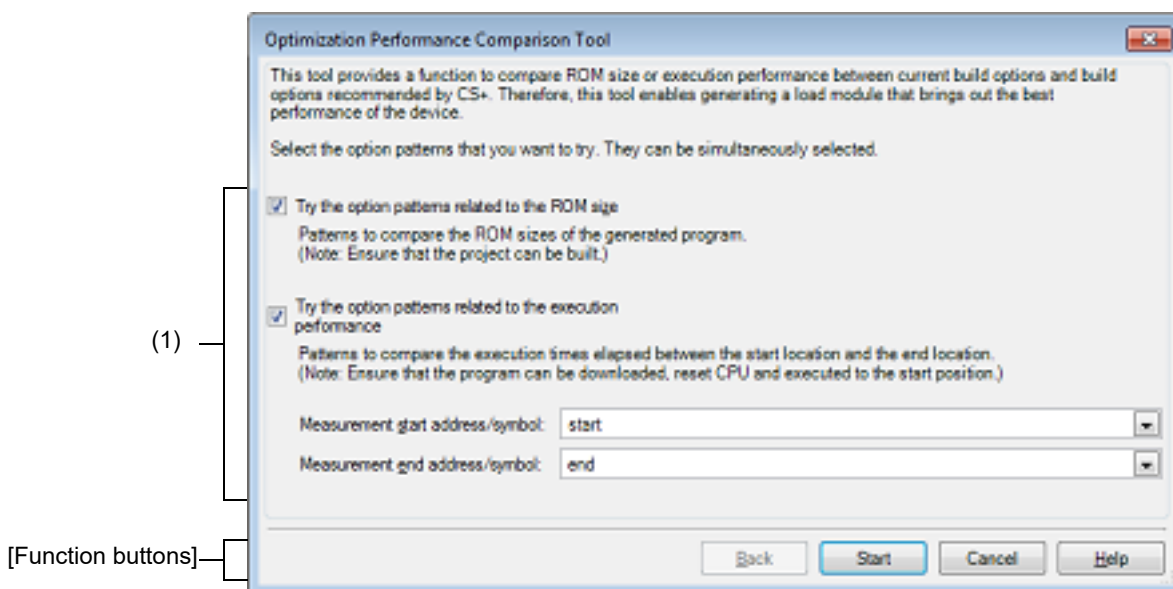 Optimization Performance Comparison Tool
This tool provides a function to compare ROM size or execution performance between current build options and build
options recommended by CS+. Therefore, this tool enables generating a load module that brings out the best
performance of the device.
Select the option patterns that you want to try. They can be simultaneously selected.
Try the option patterns related to the ROM size
Patterns to compare the ROM sizes of the generated program.
(Note: Ensure that the project can be built.)
Try the option patterns related to the execution
performance
(1)
Patterns to compare the execution times elapsed between the start location and the end location.
(Note: Ensure that the program can be downloaded, reset CPU and executed to the start position.)
Measurement start address/symbol: start
Measurement end address/symbol: end
[Function buttons] Back Start Cancel Help